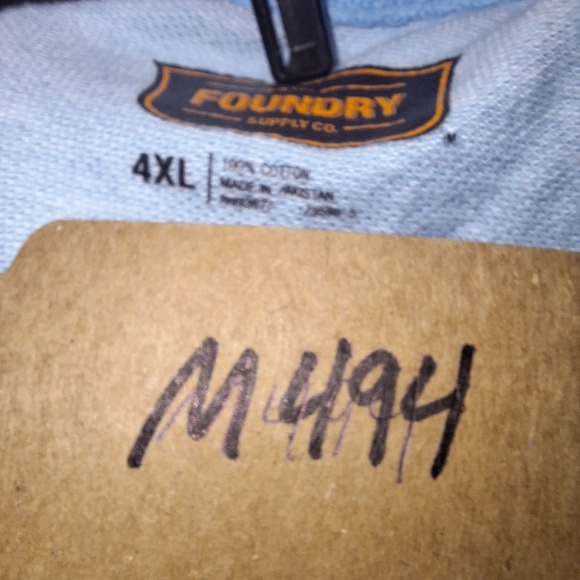 FOUNDRY
SUPPLY CO.
4XL
100% COTTON
MADE IN PAKISTAN
M494